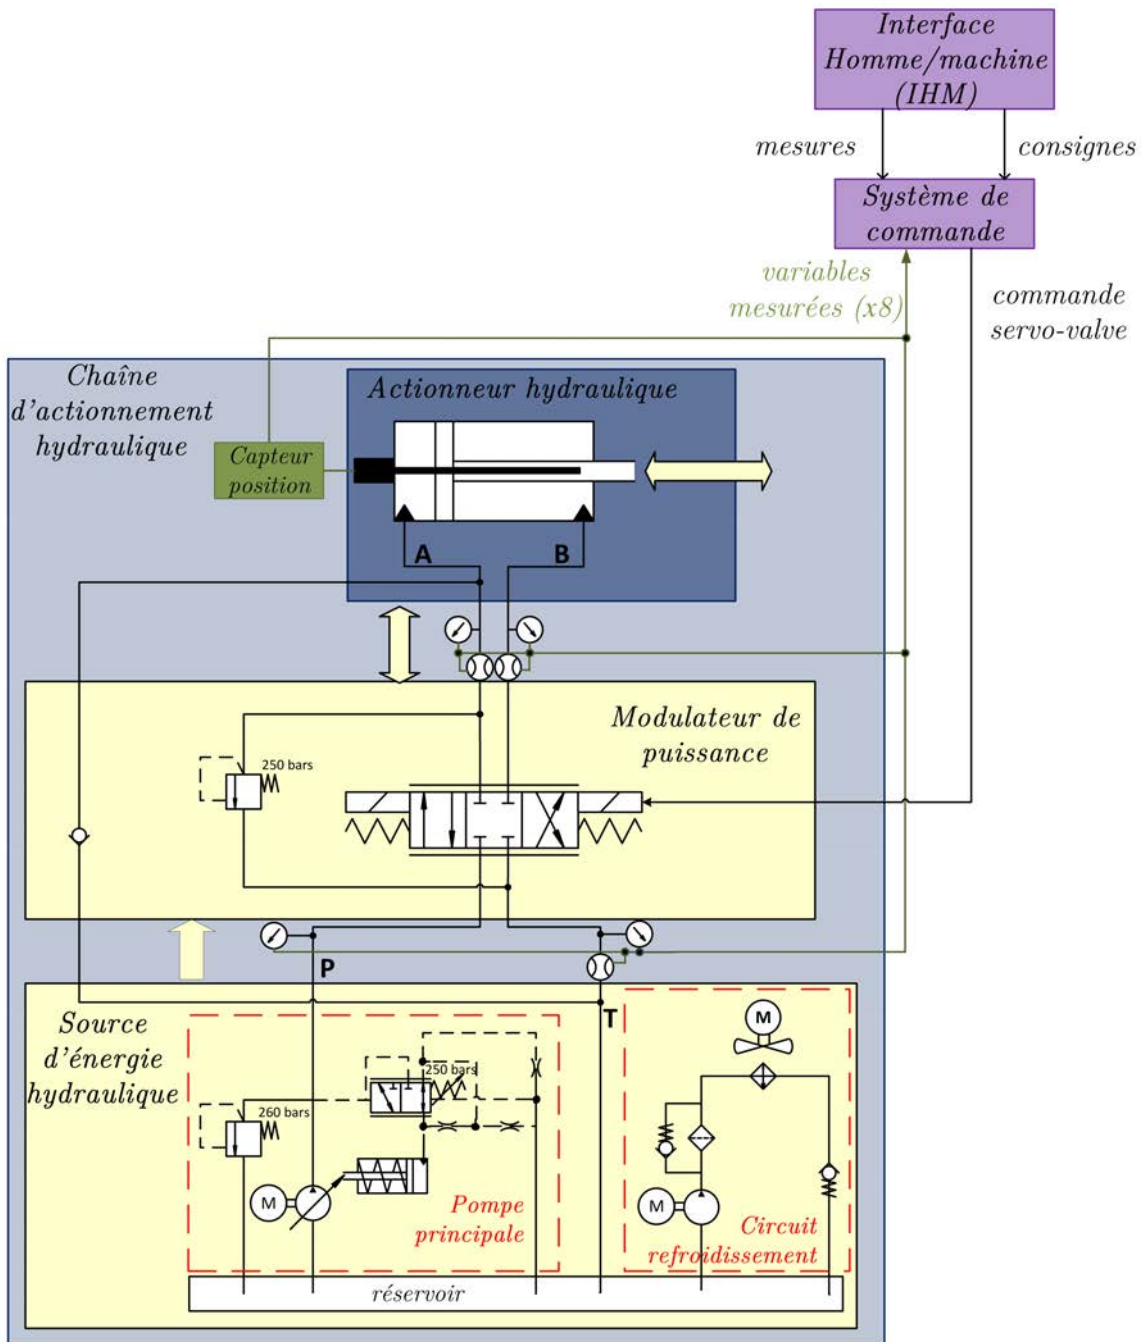 Interface
Homme/machine
(IHM)
mesures
consignes
Système de
commande
variables
mesurées (x8)
commande
servo-valve
Chaîne
d'actionnement
hydraulique
Actionneur hydraulique
Capteur
position
A
B
Modulateur de
puissance
250 bars
P
T
Source
d'énergie
hydraulique
M
250 bars
260 bars
M
M
Pompe
principale
Circuit
refroidissement
réservoir